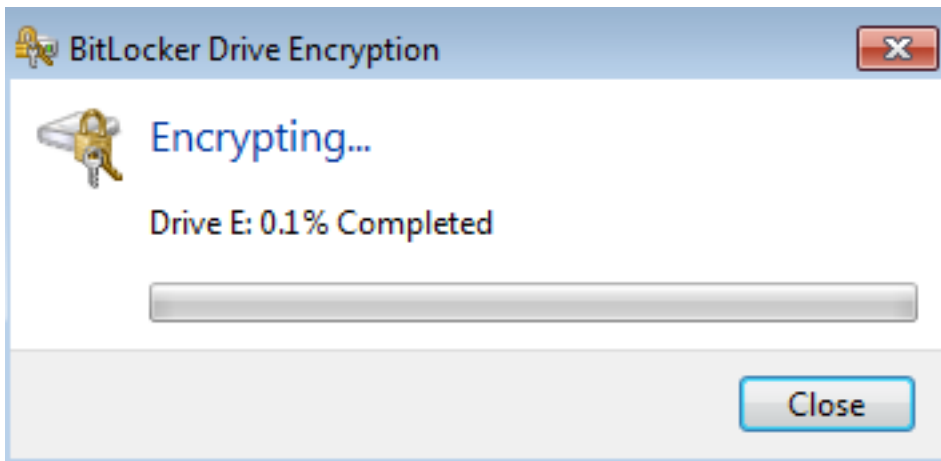 BitLocker Drive Encryption
Encrypting...
Drive E: 0.1% Completed
Close